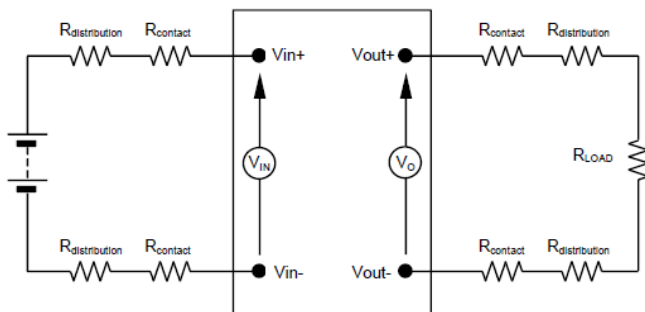 Rdistribution Rcontact Rcontact Rdistribution
Vin+ Vout+
VIN VO RLOAD
Rdistribution Rcontact Rcontact Rdistribution
Vin- Vout-